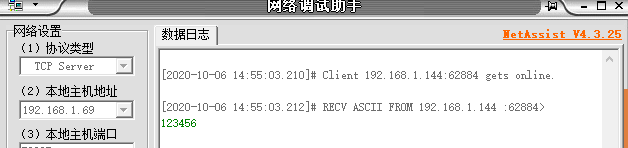 网络调试助手
网络设置
(1) 协议类型
TCP Server
(2) 本地主机地址
192.168.1.69
(3) 本地主机端口
数据日志
NetAssist V4.3.25
[2020-10-06 14:55:03.210]# Client 192.168.1.144:62884 gets online.
[2020-10-06 14:55:03.212]# RECV ASCII FROM 192.168.1.144 :62884>
123456